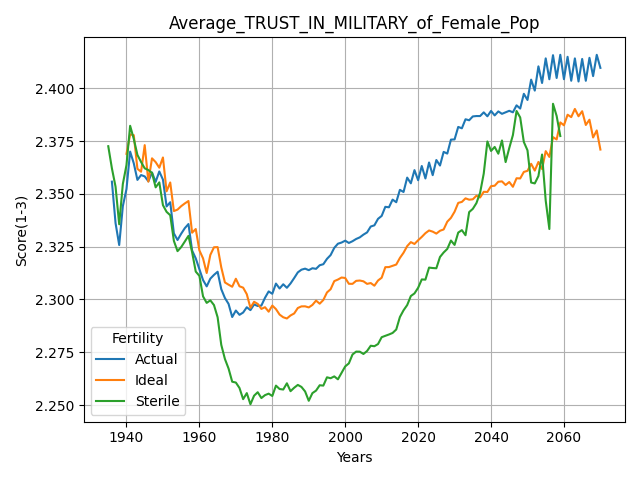 Average_TRUST_IN_MILITARY_of_Female_Pop
Score(1-3)
2.400
2.375
2.350
2.325
2.300
2.275
2.250
Fertility
Actual
Ideal
Sterile
1940 1960 1980 2000 2020 2040 2060
Years